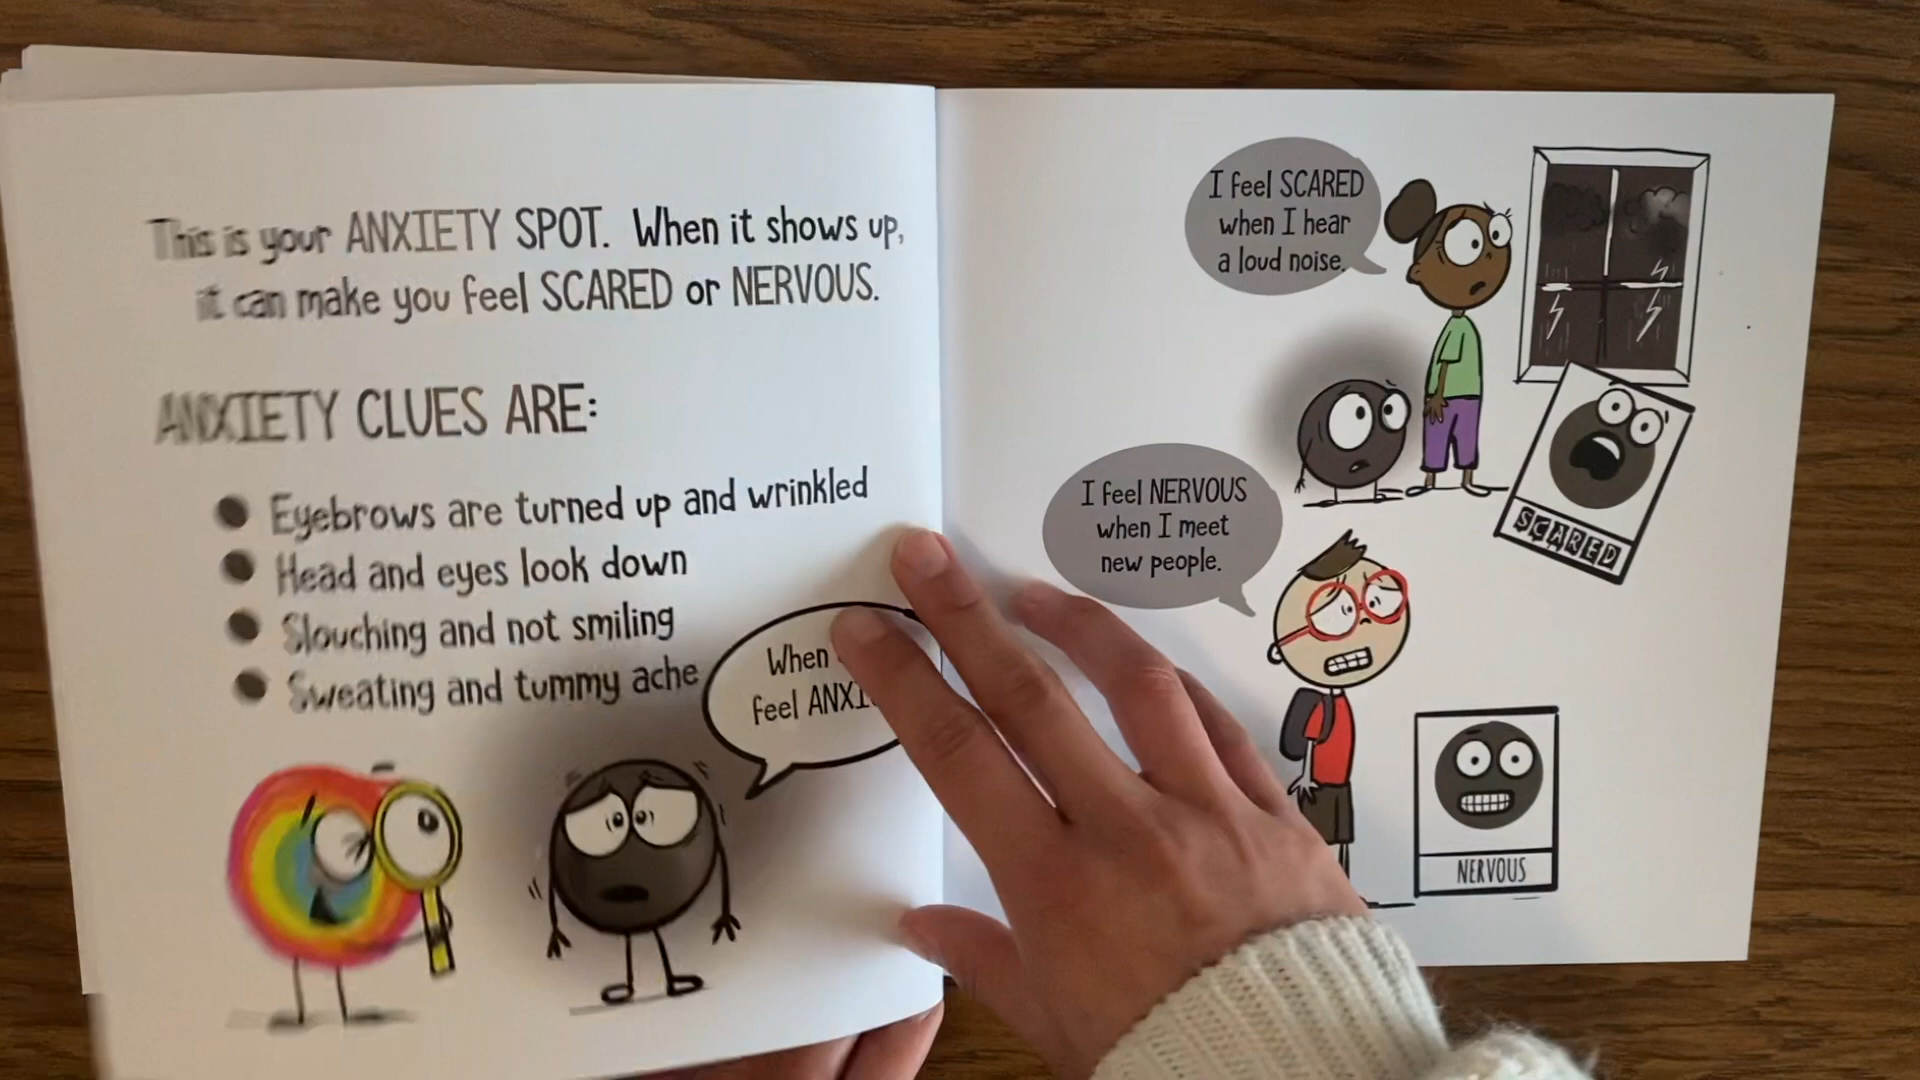 This is your ANXIETY SPOT. When it shows up,
it can make you feel SCARED or NERVOUS.
ANXIETY CLUES ARE:
Eyebrows are turned up and wrinkled
Head and eyes look down
Slouching and not smiling
Sweating and tummy ache
When
feel
I feel SCARED
when I hear
a loud noise.
SCARED
I feel NERVOUS
when I meet
new people.
NERVOUS